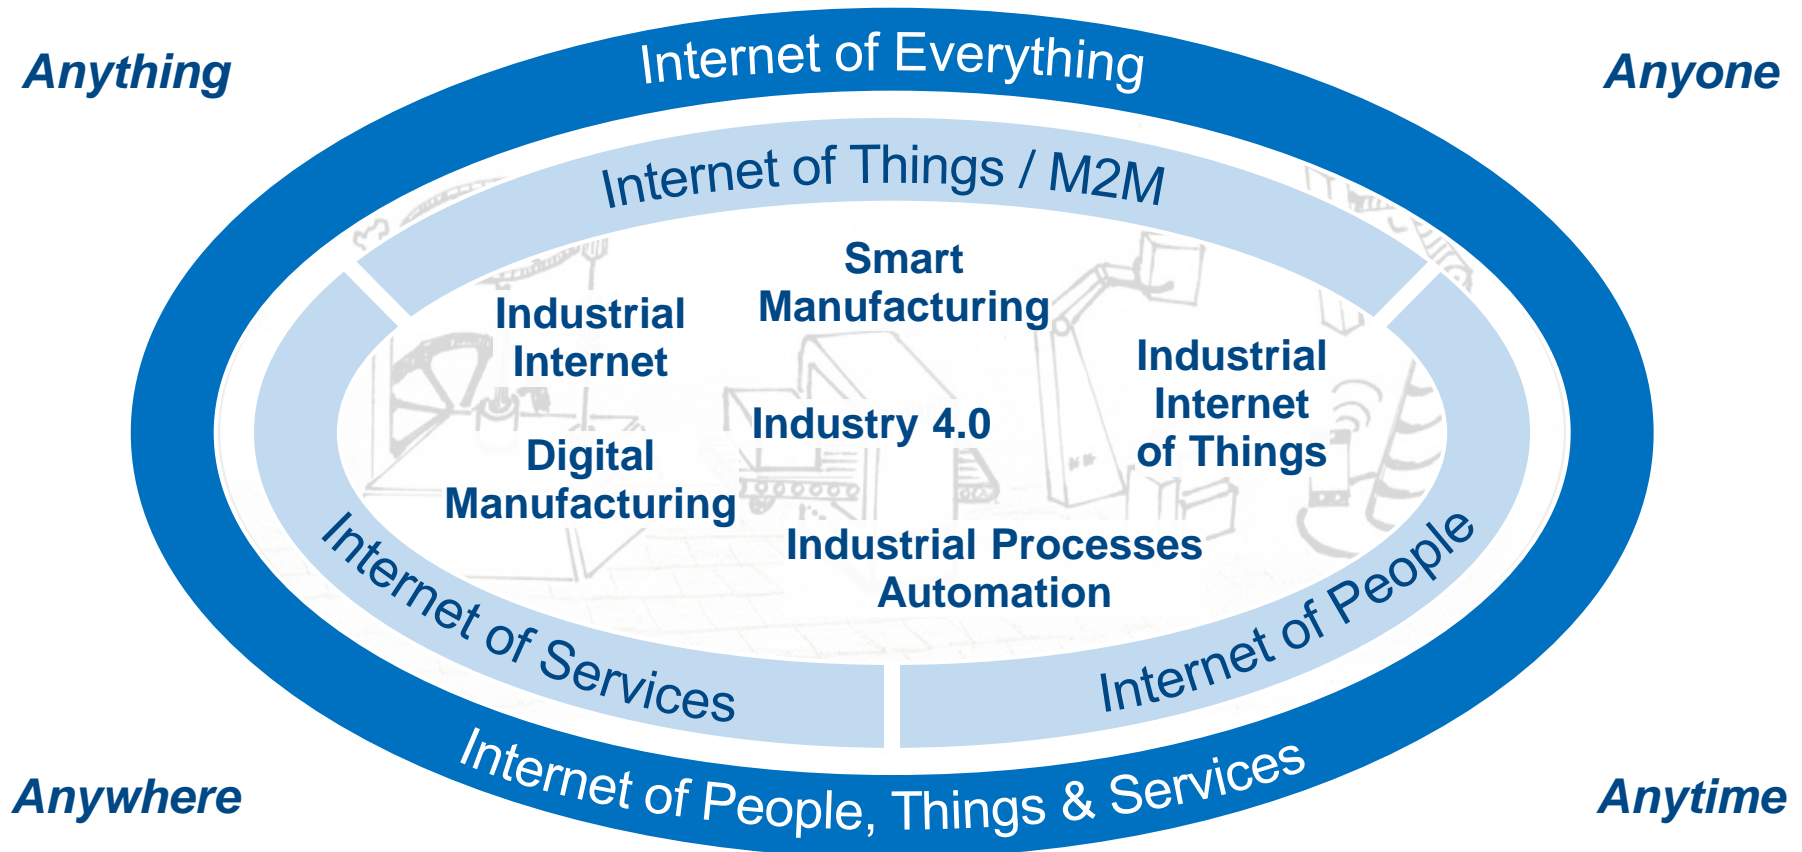 Anything
Internet of Everything
Anyone
Internet of Things / M2M
Smart
Manufacturing
Industrial
Internet
Industrial
Internet
of Things
Industry 4.0
Digital
Manufacturing
Industrial Processes
Automation
Internet of Services
Internet of People
Internet of People, Things & Services
Anywhere
Anytime